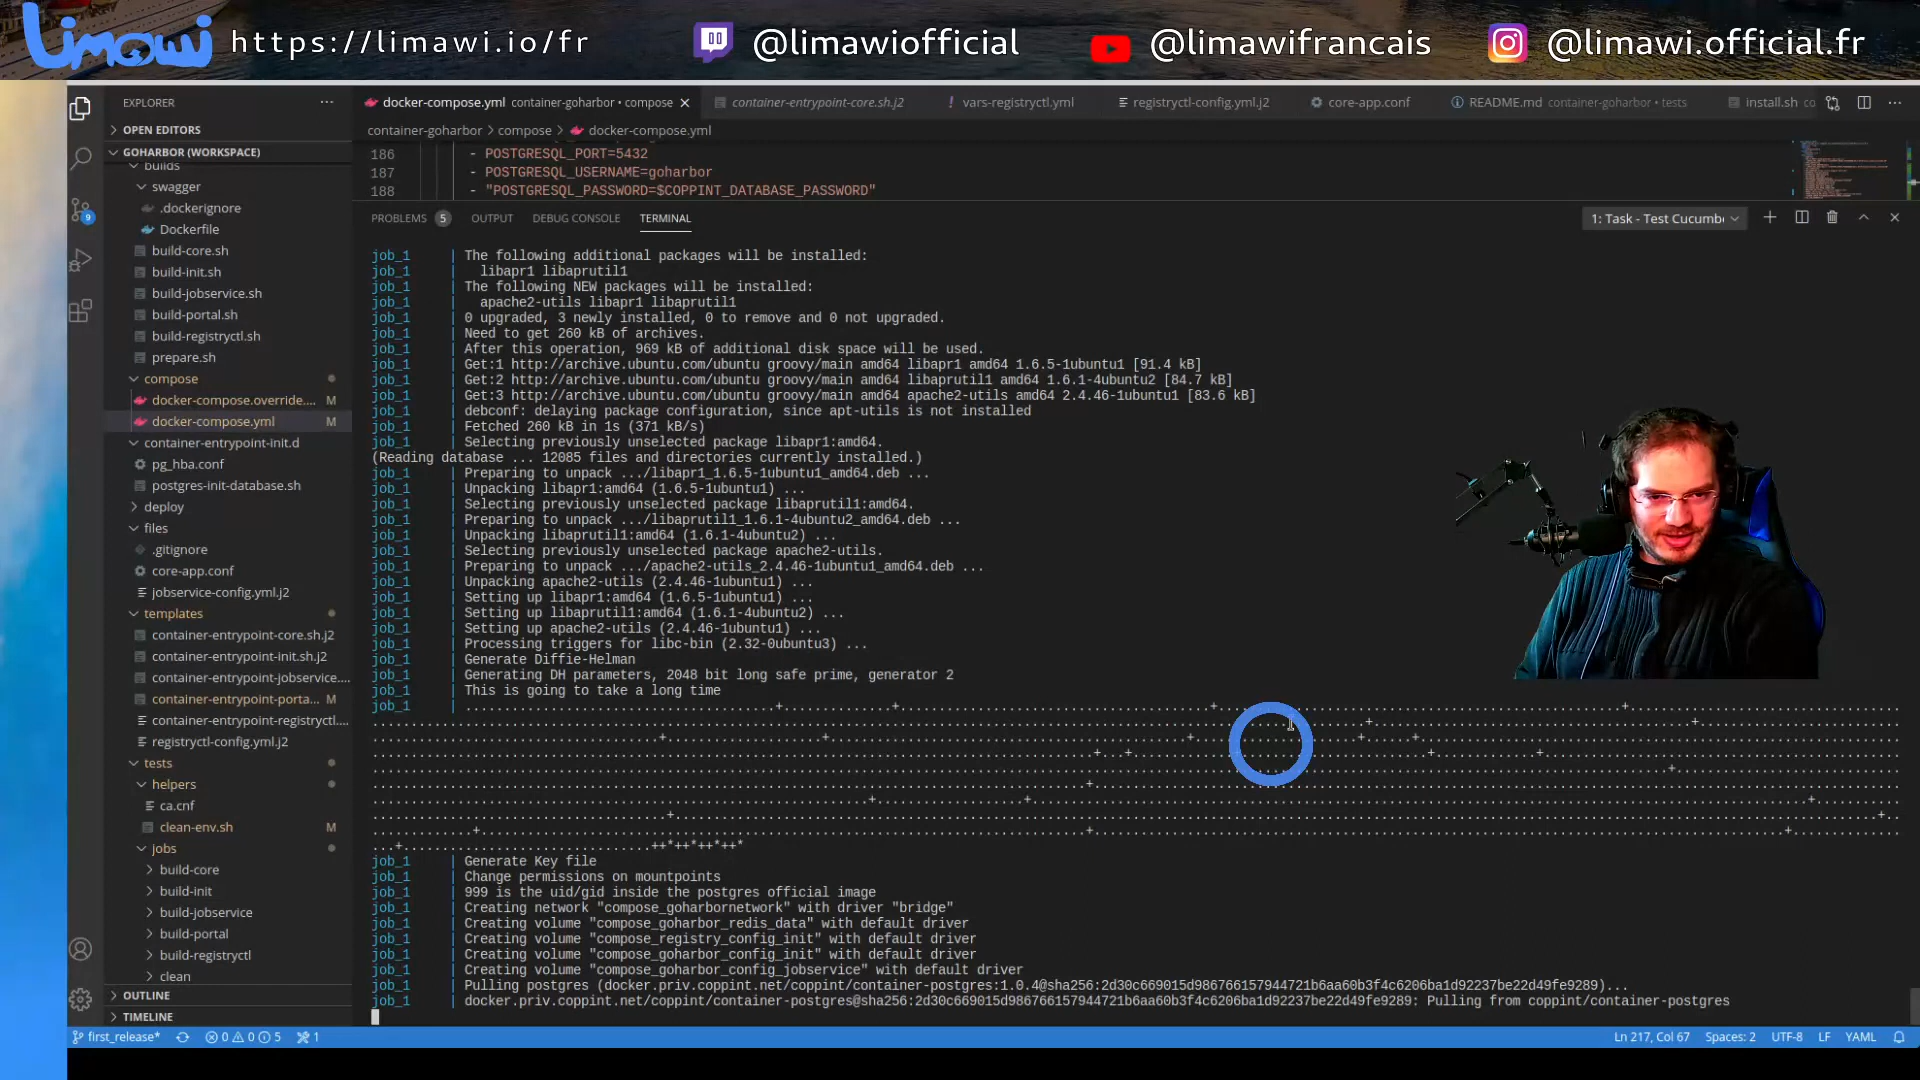 Limawi
https://limawi.io/fr
@limawiofficial
@limawifrancais
@limawi.official.fr
EXPLORER
docker-compose.yml container-goharbor • compose
container-entrypoint-core.sh.j2
vars-registryctl.yml
registryctl-config.yml.j2
core-app.conf
README.md container-goharbor • tests
install.sh co
OPEN EDITORS
container-goharbor > compose > docker-compose.yml
GOHARBOR (WORKSPACE)
builds
swagger
.dockerignore
Dockerfile
build-core.sh
build-init.sh
build-jobservice.sh
build-portal.sh
build-registryctl.sh
prepare.sh
compose
docker-compose.override.... M
docker-compose.yml M
container-entrypoint-init.d
pg_hba.conf
postgres-init-database.sh
deploy
files
.gitignore
core-app.conf
jobservice-config.yml.j2
templates
container-entrypoint-core.sh.j2
container-entrypoint-init.sh.j2
container-entrypoint-jobservice....
container-entrypoint-porta... M
container-entrypoint-registryctl....
registryctl-config.yml.j2
tests
helpers
ca.cnf
clean-env.sh M
jobs
build-core
build-init
build-jobservice
build-portal
build-registryctl
clean
OUTLINE
TIMELINE
186 - POSTGRESQL_PORT=5432
187 - POSTGRESQL_USERNAME=goharbor
188 - "POSTGRESQL_PASSWORD=$COPPINT_DATABASE_PASSWORD"
PROBLEMS 5 OUTPUT DEBUG CONSOLE TERMINAL
1: Task - Test Cucumbe
job_1 | The following additional packages will be installed:
job_1 | libapr1 libaprutil1
job_1 | The following NEW packages will be installed:
job_1 | apache2-utils libapr1 libaprutil1
job_1 | 0 upgraded, 3 newly installed, 0 to remove and 0 not upgraded.
job_1 | Need to get 260 kB of archives.
job_1 | After this operation, 969 kB of additional disk space will be used.
job_1 | Get:1 http://archive.ubuntu.com/ubuntu groovy/main amd64 libapr1 amd64 1.6.5-1ubuntu1 [91.4 kB]
job_1 | Get:2 http://archive.ubuntu.com/ubuntu groovy/main amd64 libaprutil1 amd64 1.6.1-4ubuntu2 [84.7 kB]
job_1 | Get:3 http://archive.ubuntu.com/ubuntu groovy/main amd64 apache2-utils amd64 2.4.46-1ubuntu1 [83.6 kB]
job_1 | debconf: delaying package configuration, since apt-utils is not installed
job_1 | Fetched 260 kB in 1s (371 kB/s)
job_1 | Selecting previously unselected package libapr1:amd64.
(Reading database ... 12085 files and directories currently installed.)
job_1 | Preparing to unpack .../libapr1_1.6.5-1ubuntu1_amd64.deb ...
job_1 | Unpacking libapr1:amd64 (1.6.5-1ubuntu1) ...
job_1 | Selecting previously unselected package libaprutil1:amd64.
job_1 | Preparing to unpack .../libaprutil1_1.6.1-4ubuntu2_amd64.deb ...
job_1 | Unpacking libaprutil1:amd64 (1.6.1-4ubuntu2) ...
job_1 | Selecting previously unselected package apache2-utils.
job_1 | Preparing to unpack .../apache2-utils_2.4.46-1ubuntu1_amd64.deb ...
job_1 | Unpacking apache2-utils (2.4.46-1ubuntu1) ...
job_1 | Setting up libapr1:amd64 (1.6.5-1ubuntu1) ...
job_1 | Setting up libaprutil1:amd64 (1.6.1-4ubuntu2) ...
job_1 | Setting up apache2-utils (2.4.46-1ubuntu1) ...
job_1 | Processing triggers for libc-bin (2.32-0ubuntu3) ...
job_1 | Generate Diffie-Helman
job_1 | Generating DH parameters, 2048 bit long safe prime, generator 2
job_1 | This is going to take a long time
job_1 |
++*++*++*++*
job_1 | Generate Key file
job_1 | Change permissions on mountpoints
job_1 | 999 is the uid/gid inside the postgres official image
job_1 | Creating network "compose_goharbornetwork" with driver "bridge"
job_1 | Creating volume "compose_goharbor_redis_data" with default driver
job_1 | Creating volume "compose_registry_config_init" with default driver
job_1 | Creating volume "compose_goharbor_config_init" with default driver
job_1 | Creating volume "compose_goharbor_config_jobservice" with default driver
job_1 | Pulling postgres (docker.priv.coppint.net/coppint/container-postgres:1.0.4@sha256:2d30c669015d986766157944721b6aa60b3f4c6206ba1d92237be22d49fe9289)...
job_1 | docker.priv.coppint.net/coppint/container-postgres@sha256:2d30c669015d986766157944721b6aa60b3f4c6206ba1d92237be22d49fe9289: Pulling from coppint/container-postgres
9
first_release*
0 0 5
1
Ln 217, Col 67
Spaces: 2
UTF-8
LF
YAML